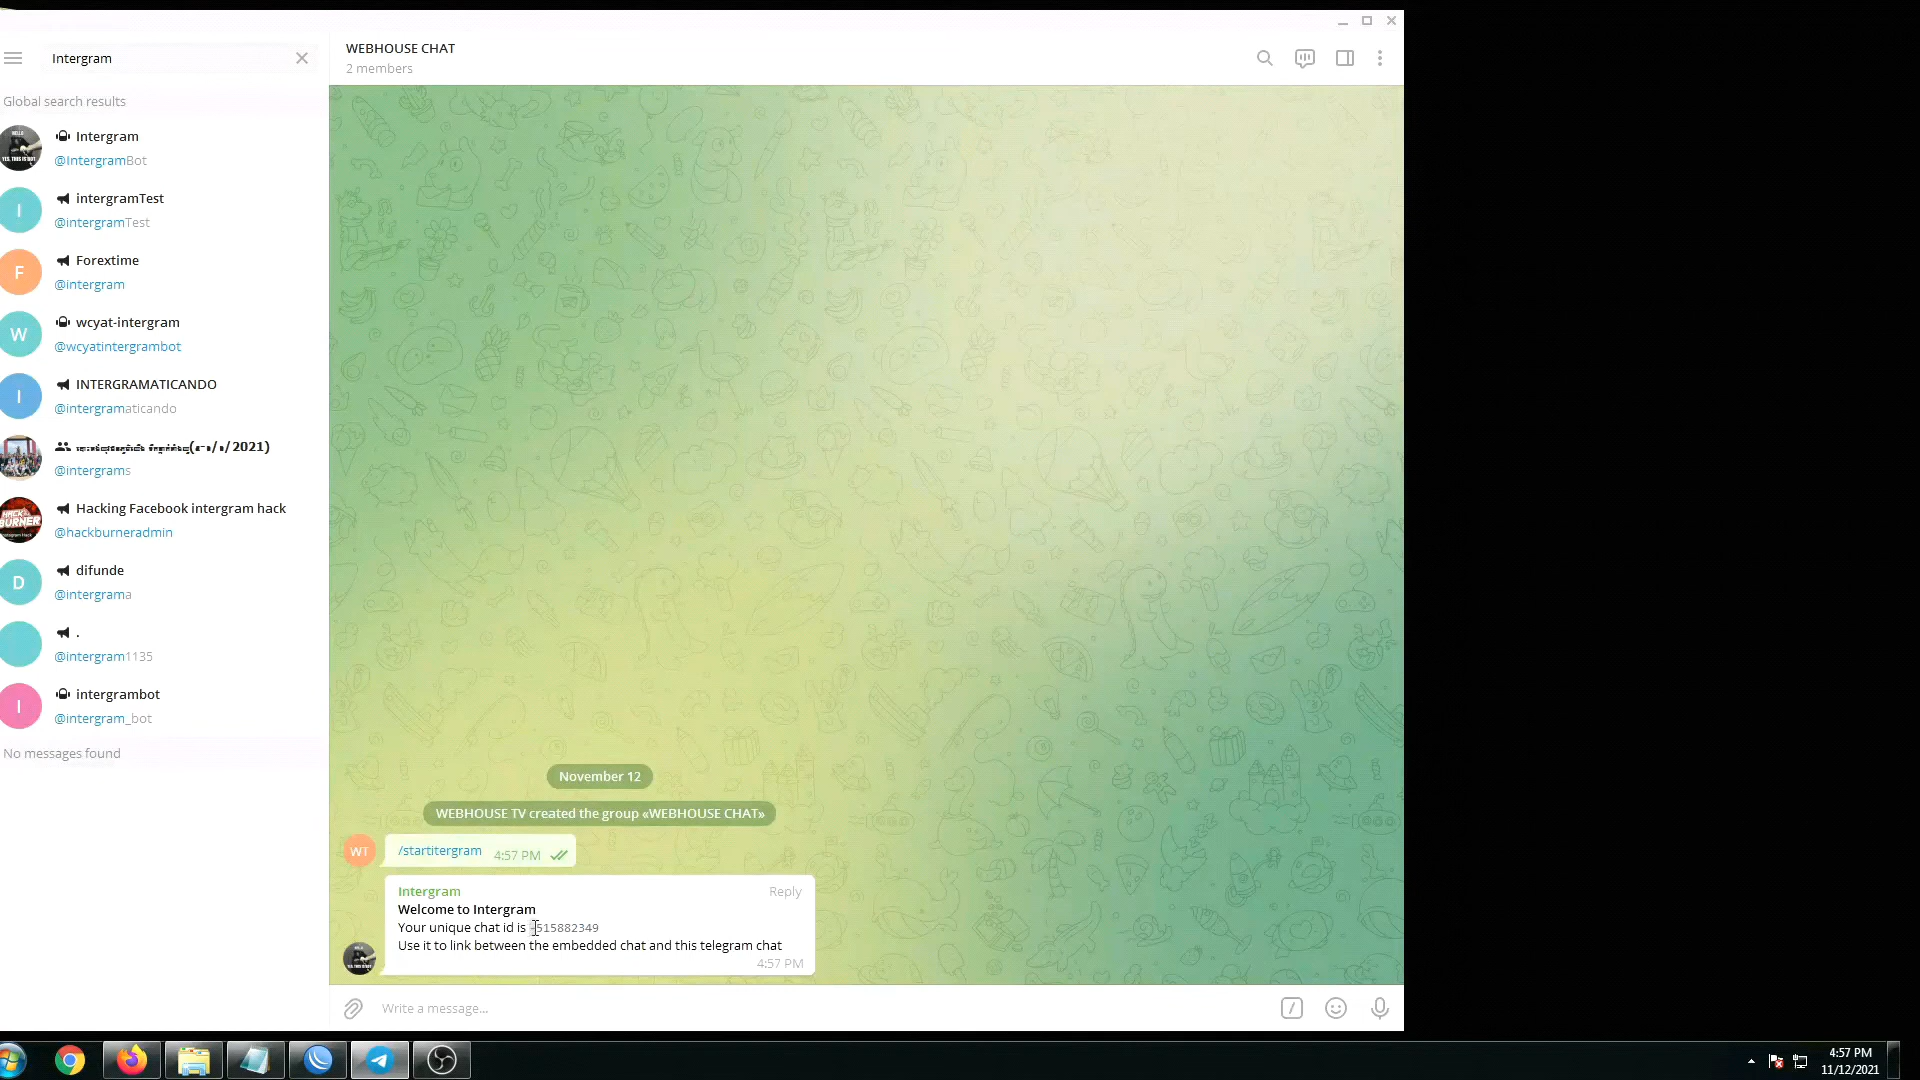 Intergram
WEBHOUSE CHAT
2 members
Global search results
Intergram
@IntergramBot
intergramTest
@intergramTest
Forextime
@intergram
wcyat-intergram
@wcyatintergrambot
INTERGRAMATICANDO
@intergramaticando
/2021)
@intergrams
Hacking Facebook intergram hack
@hackburneradmin
difunde
@intergrama
.
@intergram1135
intergrambot
@intergram_bot
No messages found
November 12
WEBHOUSE TV created the group «WEBHOUSE CHAT»
WT
/startitergram 4:57 PM
Intergram Reply
Welcome to Intergram
Your unique chat id is -515882349
Use it to link between the embedded chat and this telegram chat
4:57 PM
Write a message...
4:57 PM
11/12/2021